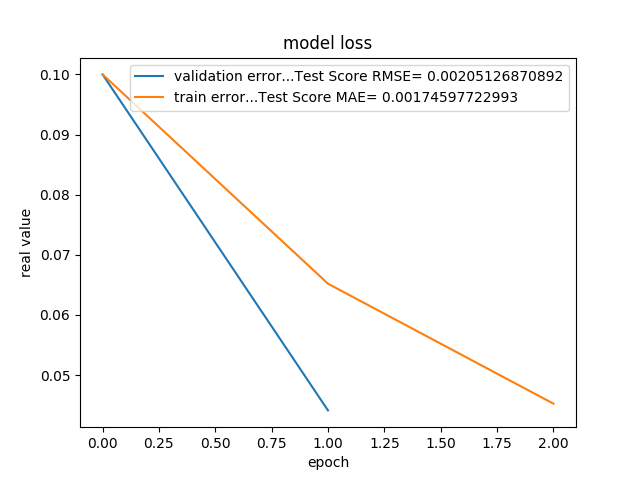 model loss
validation error...Test Score RMSE= 0.00205126870892
train error...Test Score MAE= 0.00174597722993
0.10
0.09
0.08
0.07
0.06
0.05
real value
0.00 0.25 0.50 0.75 1.00 1.25 1.50 1.75 2.00
epoch